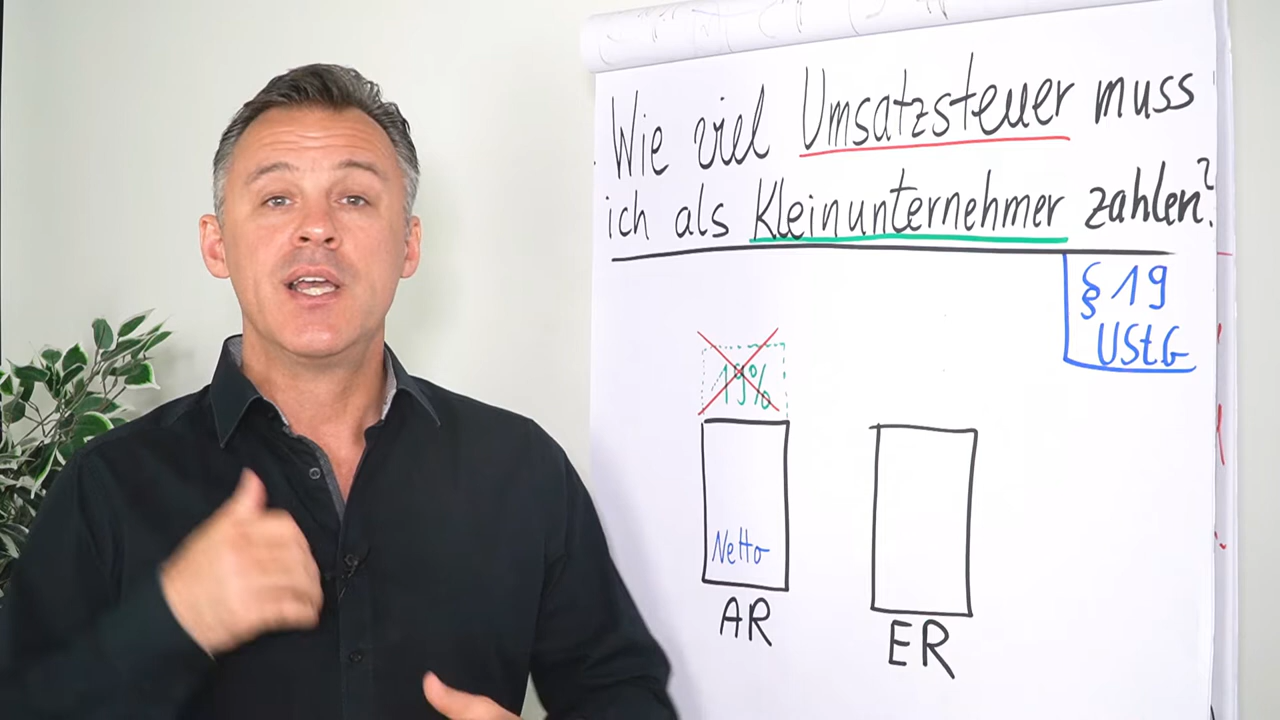 Wie viel Umsatzsteuer muss
ich als Kleinunternehmer zahlen?
§ 19
UStG
19%
Netto
AR
ER